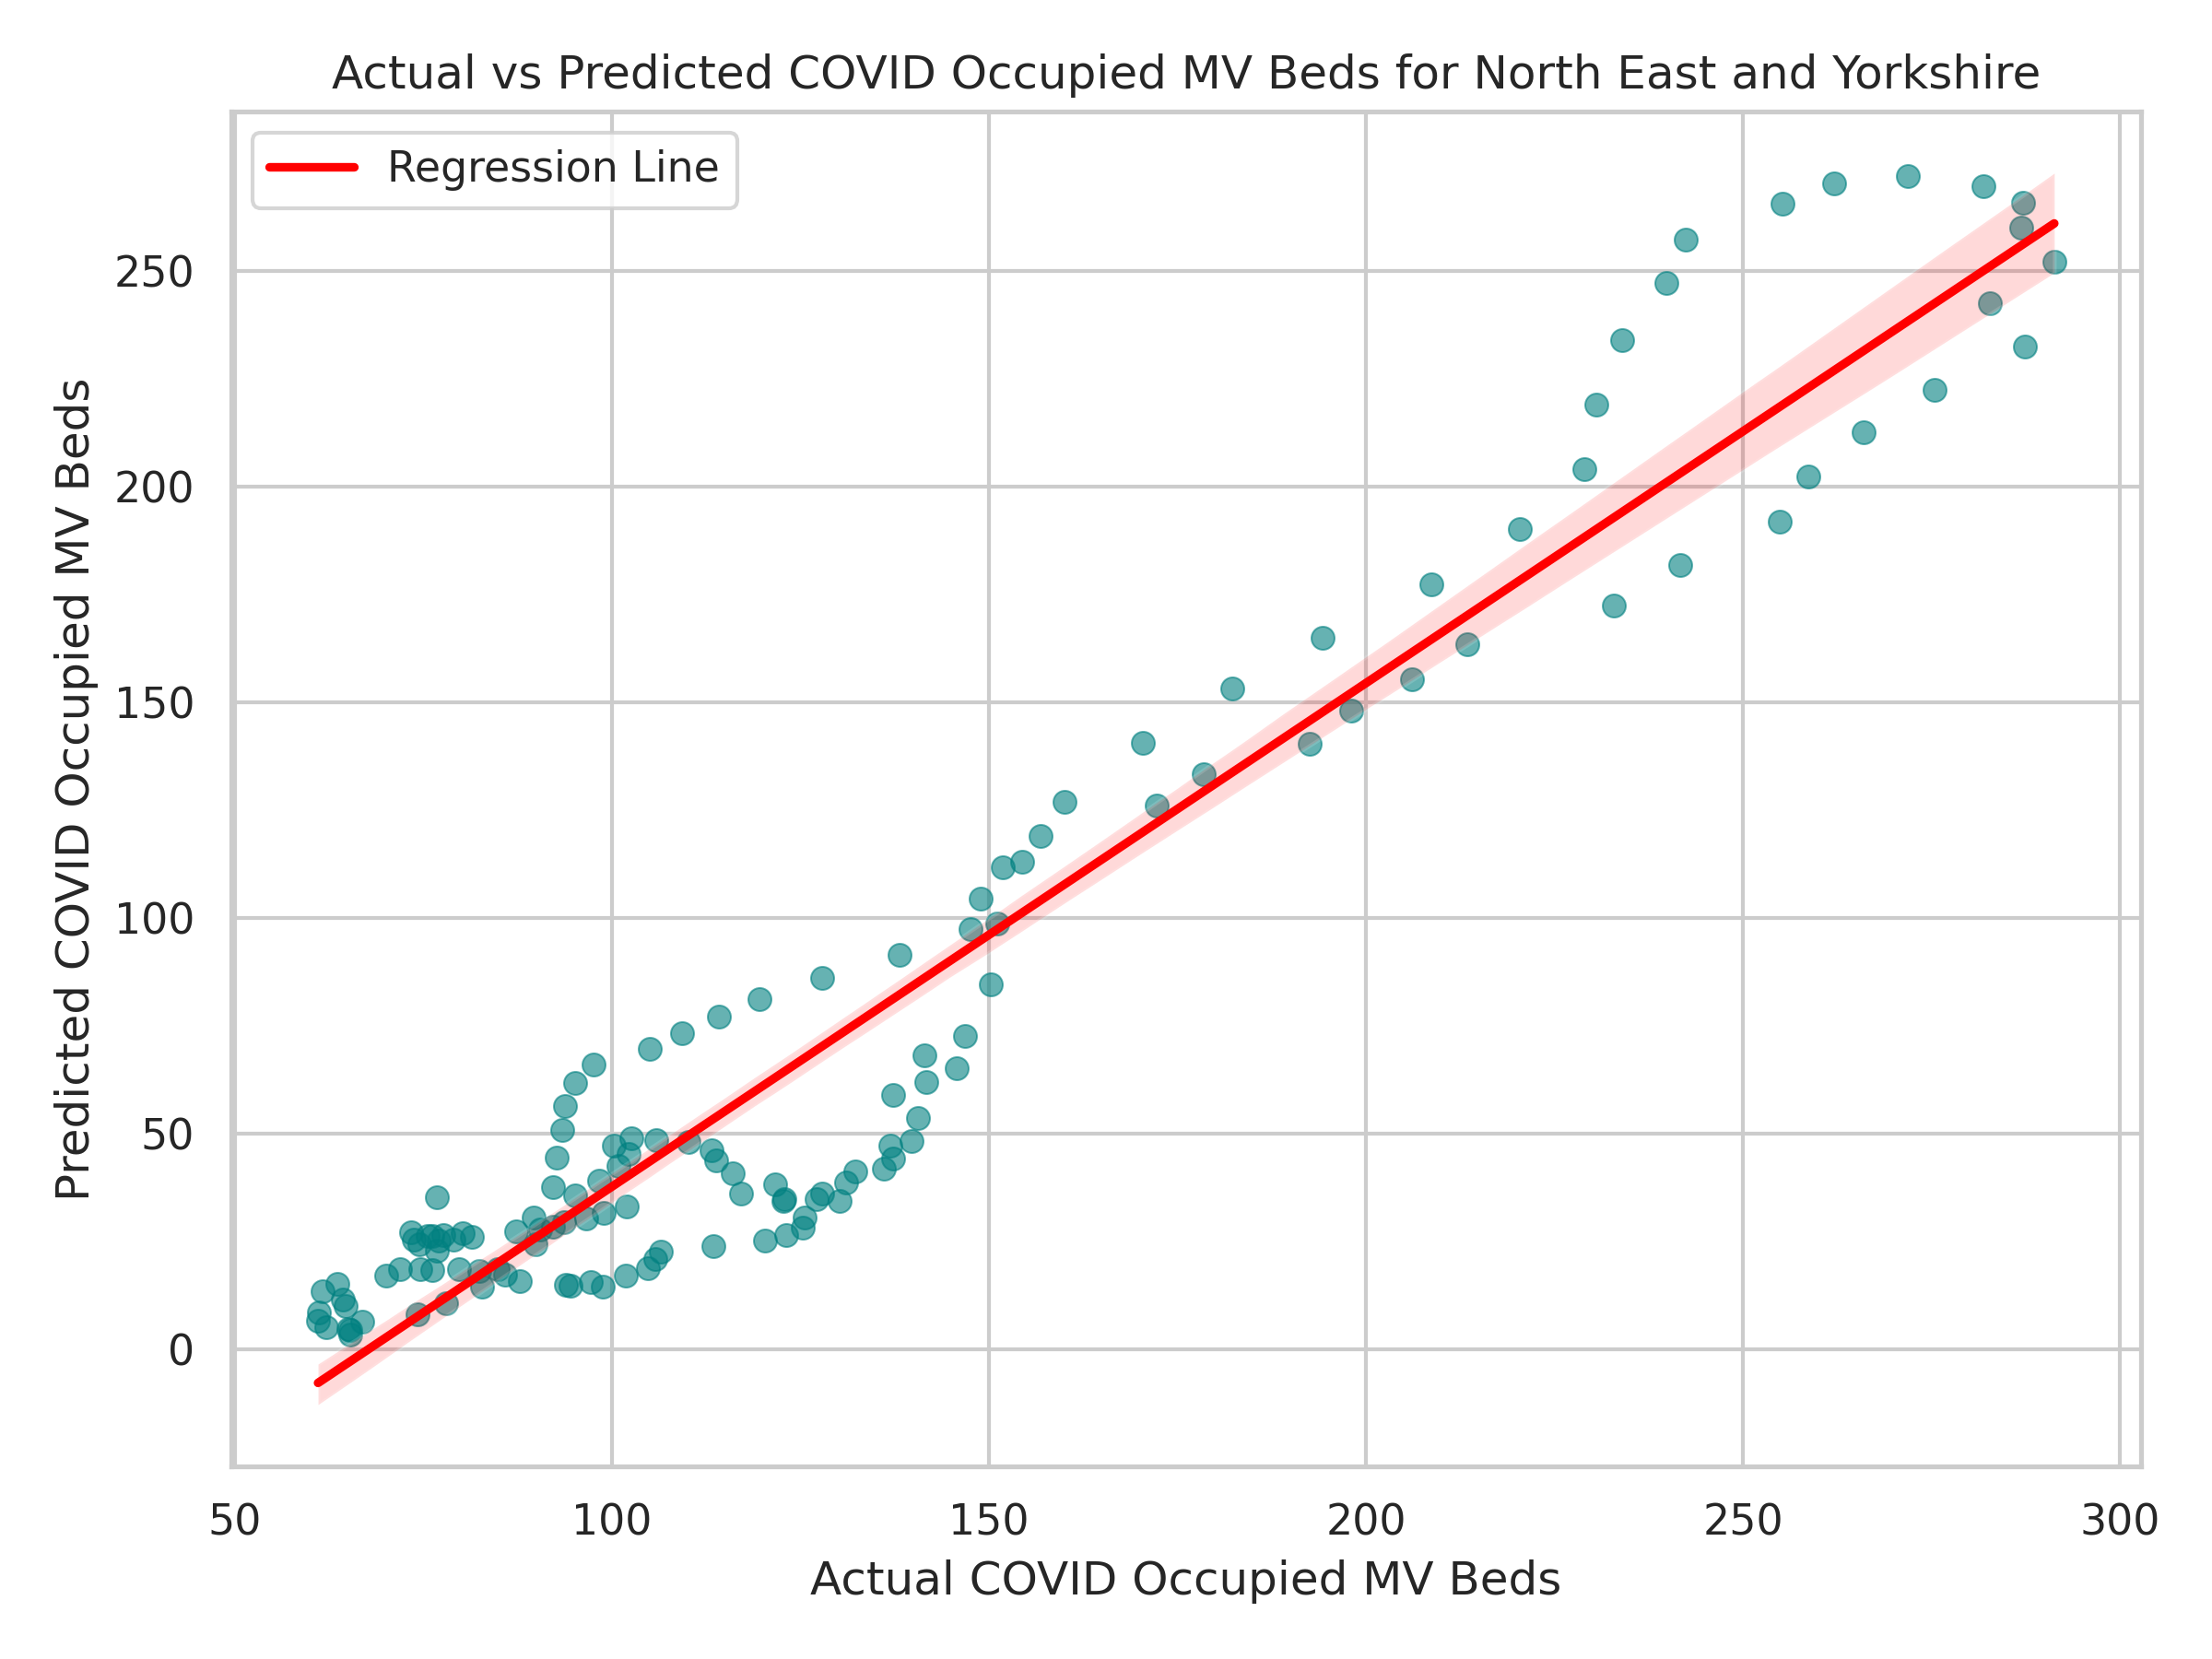 Actual vs Predicted COVID Occupied MV Beds for North East and Yorkshire
Regression Line
Predicted COVID Occupied MV Beds
250
200
150
100
50
0
50 100 150 200 250 300
Actual COVID Occupied MV Beds